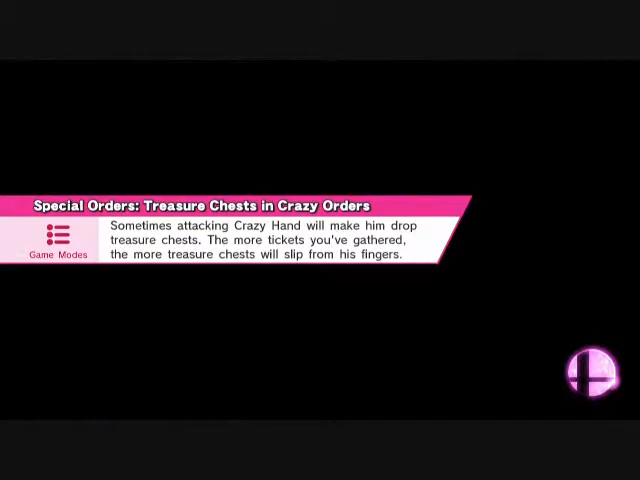 Special Orders: Treasure Chests in Crazy Orders
Sometimes attacking Crazy Hand will make him drop
treasure chests. The more tickets you've gathered,
the more treasure chests will slip from his fingers.
Game Modes